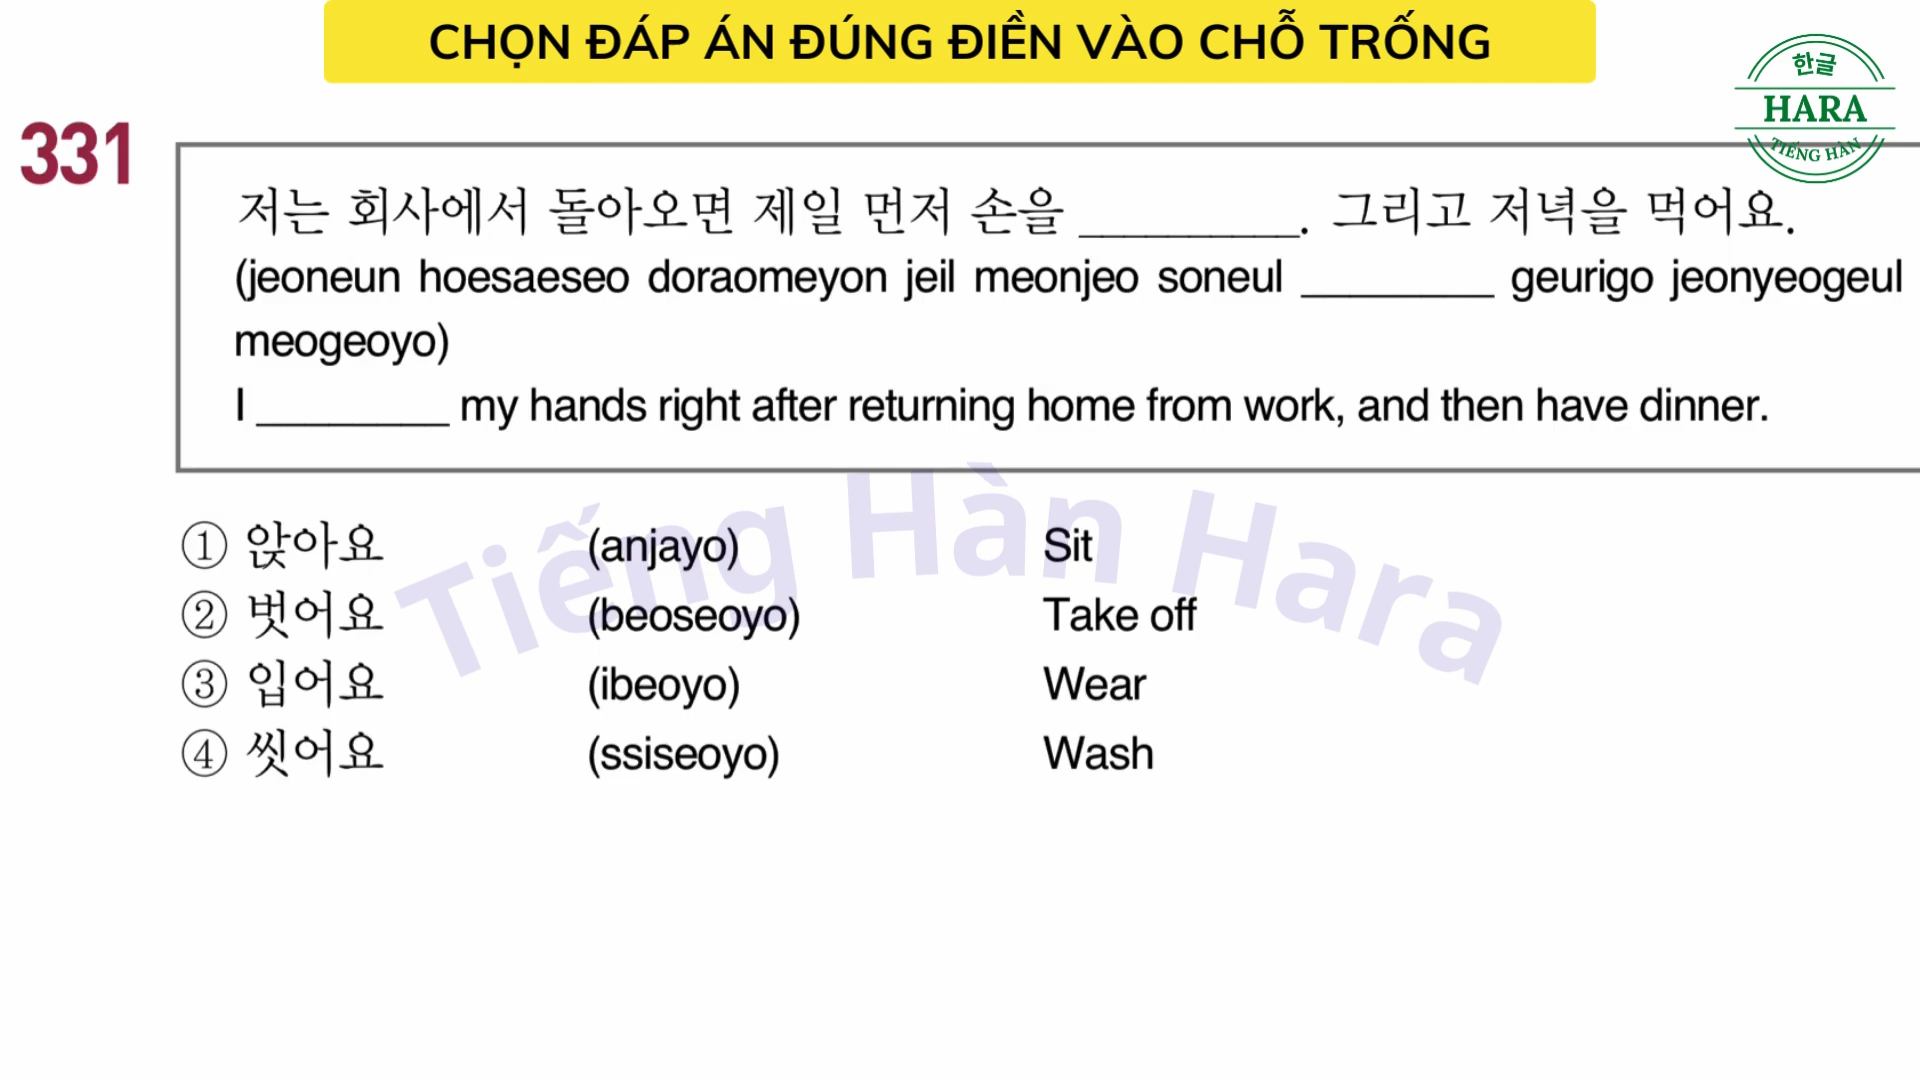 CHỌN ĐÁP ÁN ĐÚNG ĐIỀN VÀO CHỖ TRỐNG
한글
HARA
TIẾNG HÀN
331
저는 회사에서 돌아오면 제일 먼저 손을 __________. 그리고 저녁을 먹어요.
(jeoneun hoesaeseo doraomeyon jeil meonjeo soneul ________ geurigo jeonyeogeul
meogeoyo)
I ________ my hands right after returning home from work, and then have dinner.
Tiếng Hàn Hara
① 앉아요 (anjayo) Sit
② 벗어요 (beoseoyo) Take off
③ 입어요 (ibeoyo) Wear
④ 씻어요 (ssiseoyo) Wash